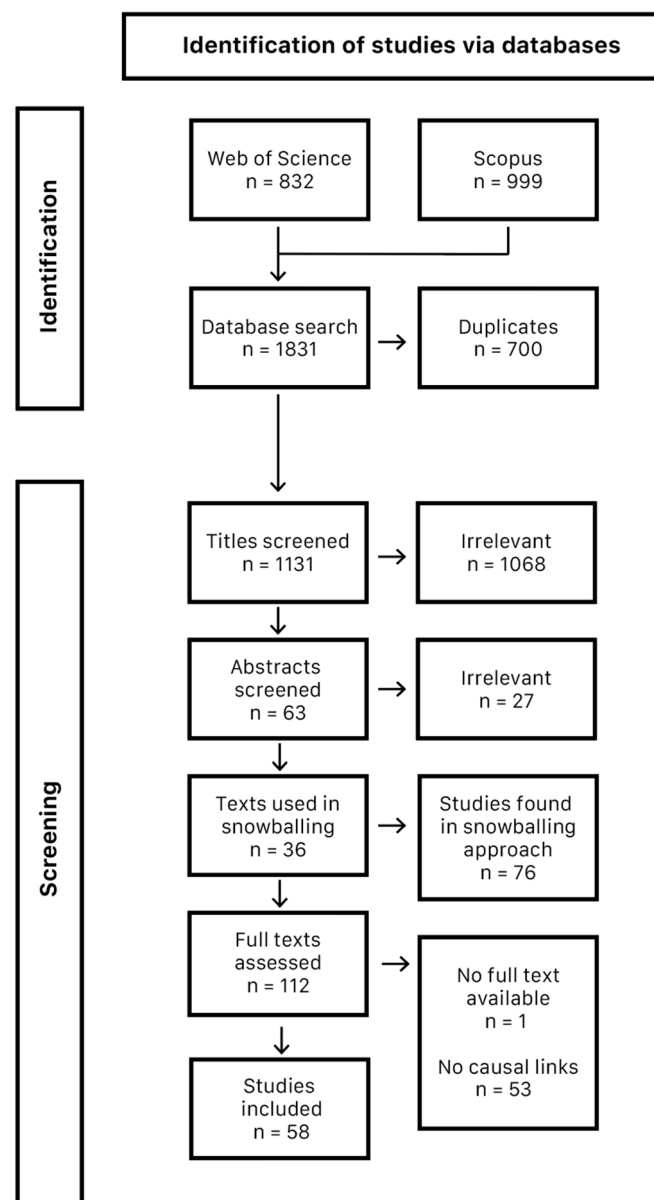 Identification of studies via databases
Identification
Web of Science
n = 832
Scopus
n = 999
Database search
n = 1831
Duplicates
n = 700
Screening
Titles screened
n = 1131
Irrelevant
n = 1068
Abstracts
screened
n = 63
Irrelevant
n = 27
Texts used in
snowballing
n = 36
Studies found
in snowballing
approach
n = 76
Full texts
assessed
n = 112
No full text
available
n = 1
No causal links
n = 53
Studies
included
n = 58